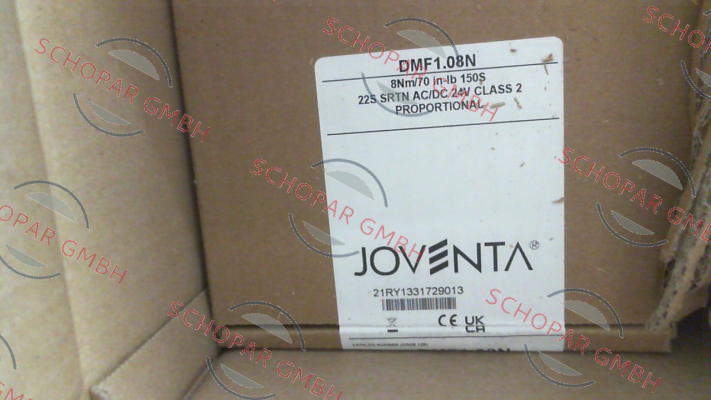 DMF1.08N
8Nm/70 in-lb 150S
22S SRTN AC/DC 24V CLASS 2
PROPORTIONAL
JOVENTA®
21RY1331729013
CE UK
CA
SCHOPAR GMBH
SCHOPAR GMBH
SCHOPAR GMBH
SCHOPAR GMBH
SCHOPAR GMBH
SCHOPAR GMBH
SCHOPAR GMBH
SCHOPAR GMBH